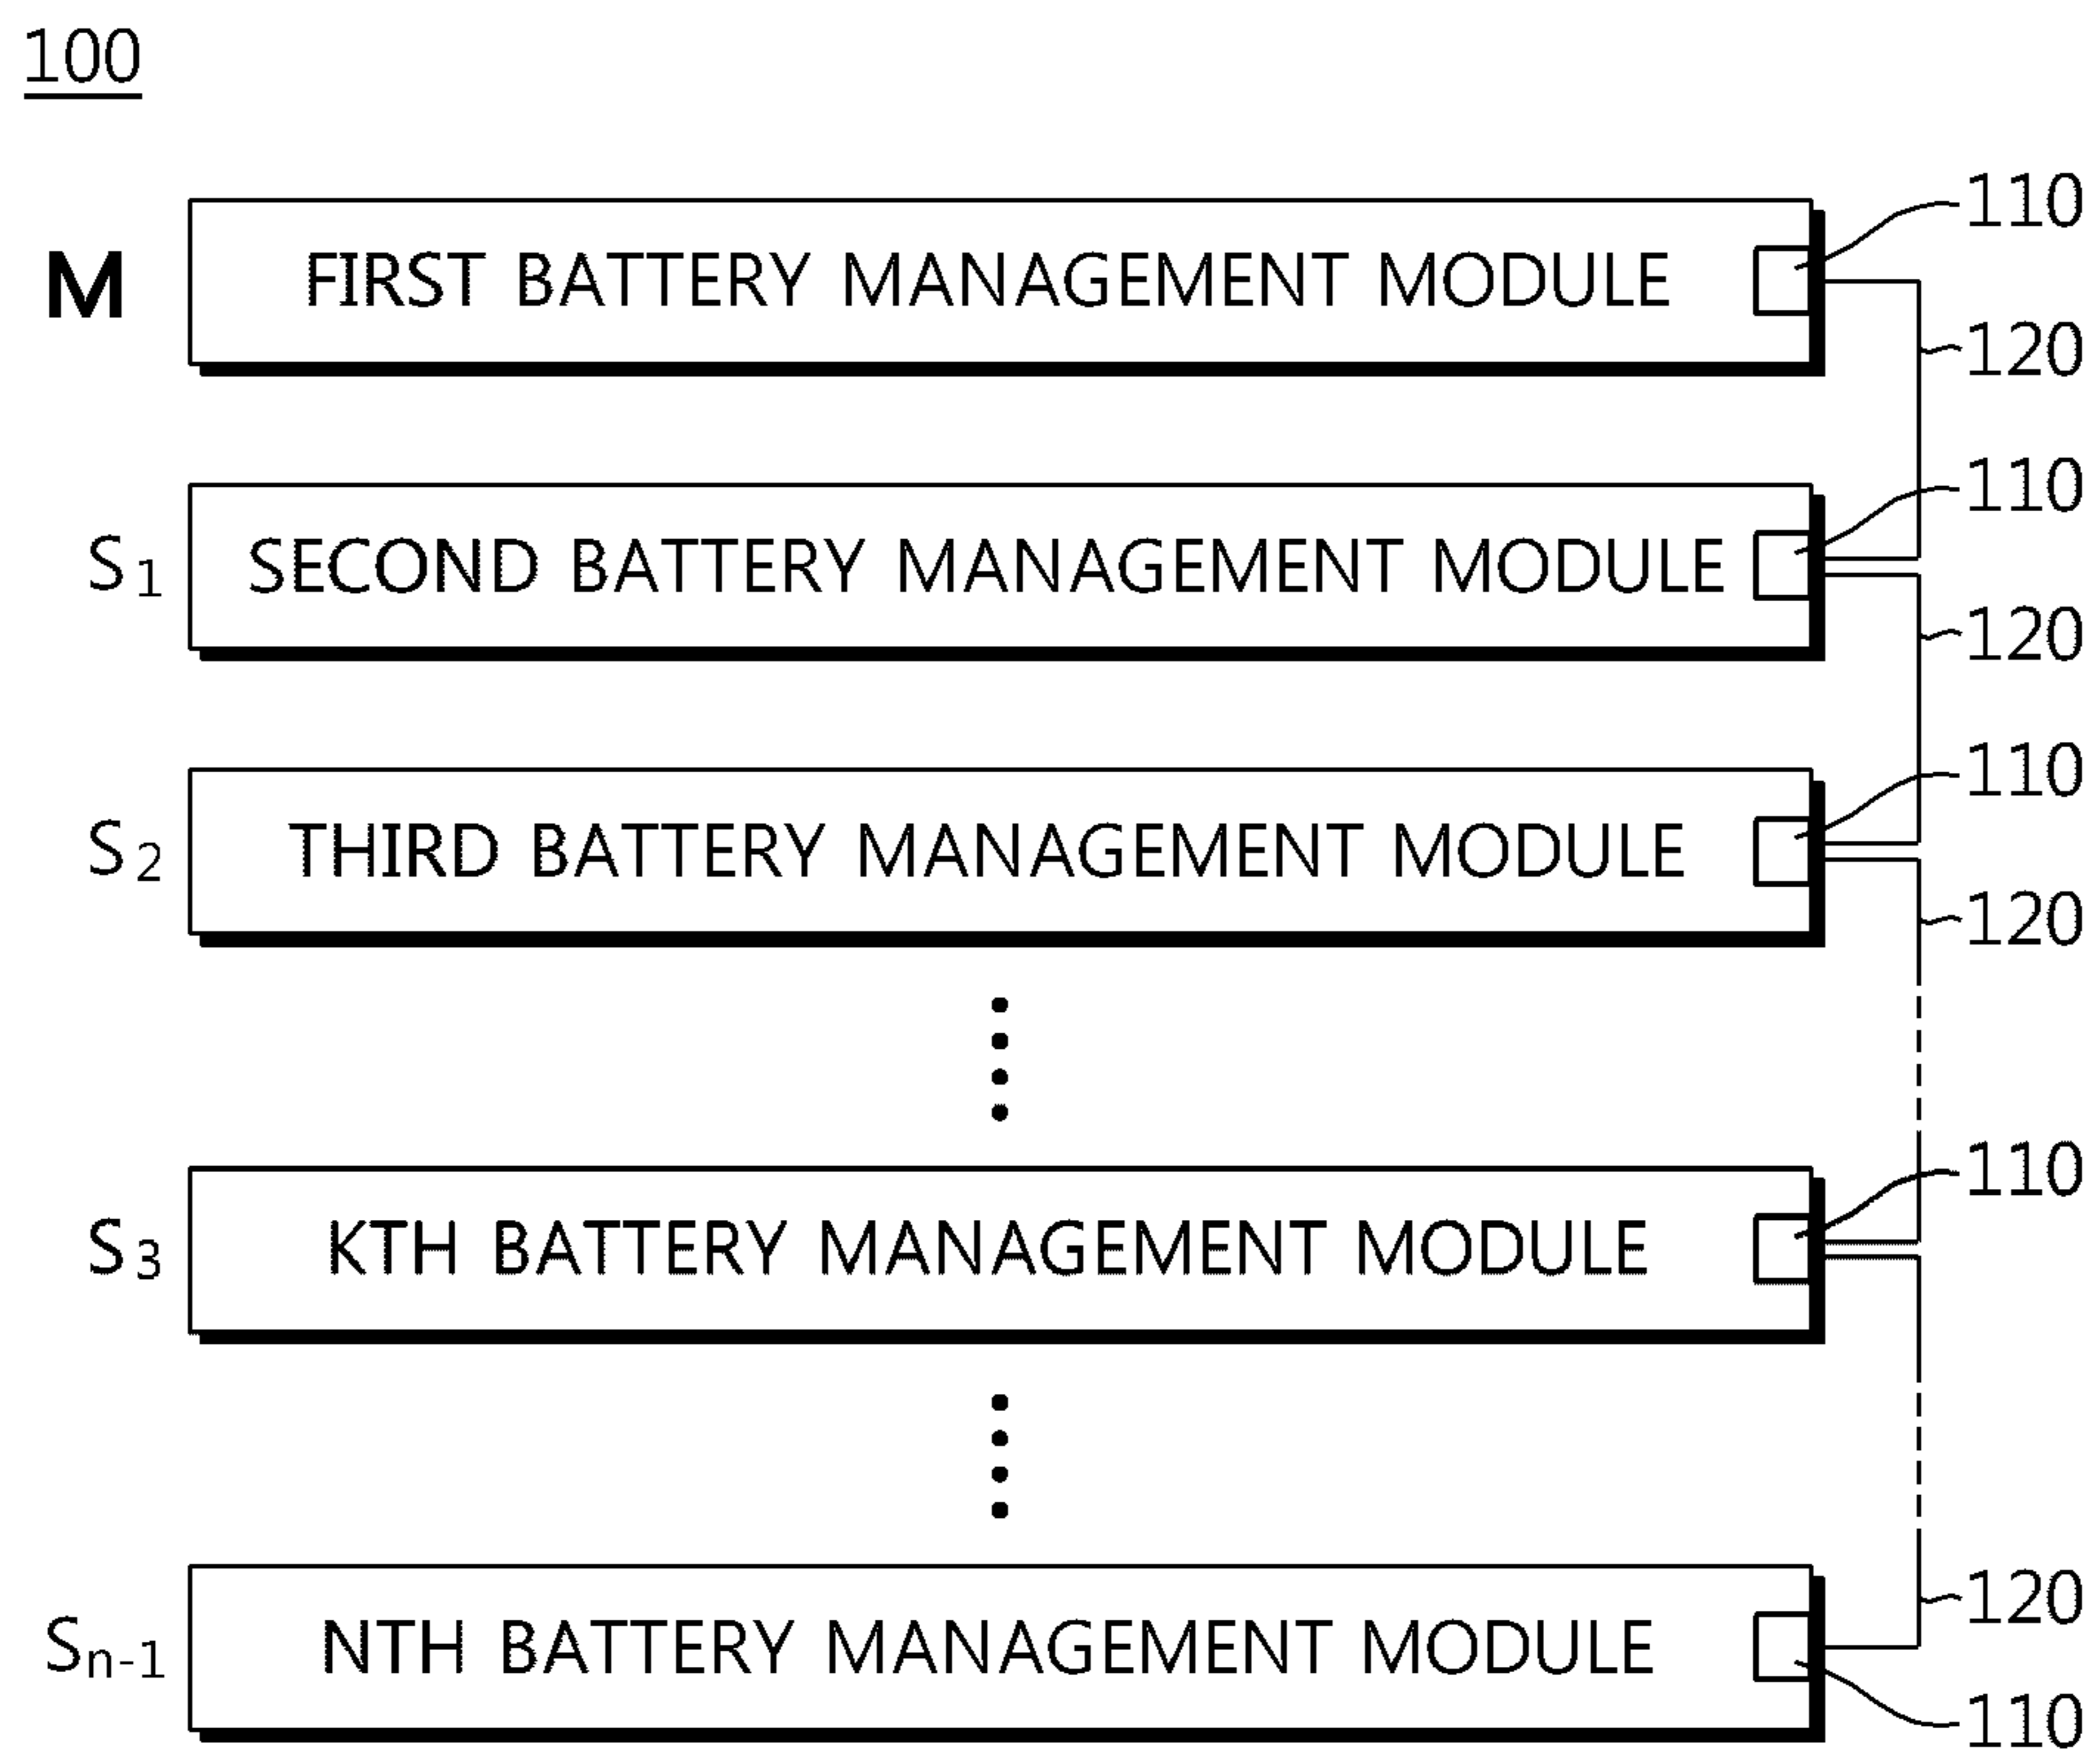 100
110
M FIRST BATTERY MANAGEMENT MODULE
120
110
S1 SECOND BATTERY MANAGEMENT MODULE
120
110
S2 THIRD BATTERY MANAGEMENT MODULE
120
110
S3 KTH BATTERY MANAGEMENT MODULE
120
Sn-1 NTH BATTERY MANAGEMENT MODULE
110